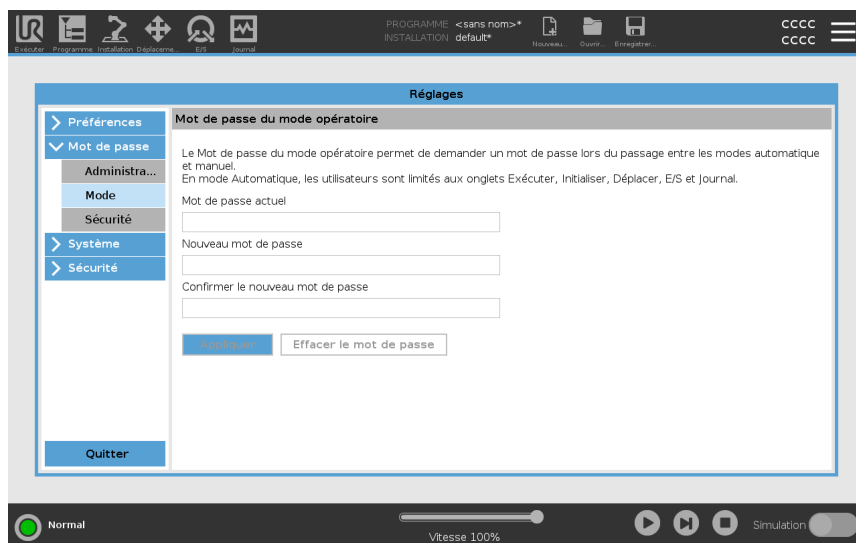 UR
PROGRAMME <sans nom>*
INSTALLATION default*
CCCC
CCCC
Exécuter Programme Installation Déplaceme... E/S Journal Nouveau... Ouvrir... Enregistrer...
Réglages
Préférences
Mot de passe
Administra...
Mode
Sécurité
Système
Sécurité
Quitter
Mot de passe du mode opératoire
Le Mot de passe du mode opératoire permet de demander un mot de passe lors du passage entre les modes automatique
et manuel.
En mode Automatique, les utilisateurs sont limités aux onglets Exécuter, Initialiser, Déplacer, E/S et Journal.
Mot de passe actuel
Nouveau mot de passe
Confirmer le nouveau mot de passe
Appliquer Effacer le mot de passe
Normal
Vitesse 100%
Simulation